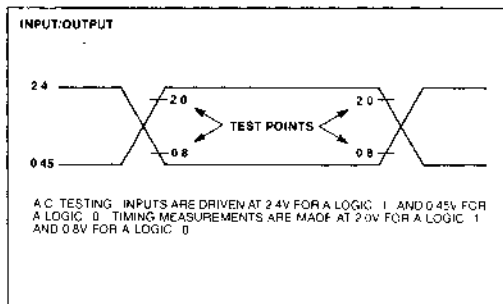 INPUT/OUTPUT
2.4
2.0 2.0
TEST POINTS
0.8 0.8
0.45
A.C. TESTING: INPUTS ARE DRIVEN AT 2.4V FOR A LOGIC 1 AND 0.45V FOR
A LOGIC 0. TIMING MEASUREMENTS ARE MADE AT 2.0V FOR A LOGIC 1
AND 0.8V FOR A LOGIC 0